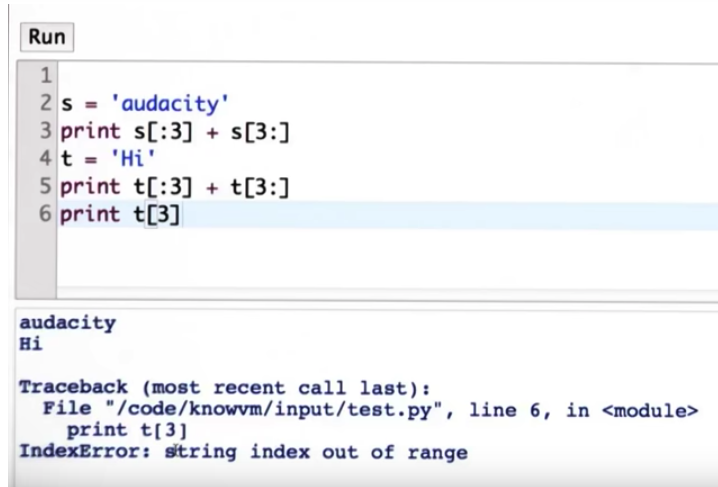 Run
1
2 s = 'audacity'
3 print s[:3] + s[3:]
4 t = 'Hi'
5 print t[:3] + t[3:]
6 print t[3]
audacity
Hi
Traceback (most recent call last):
  File "/code/knowvm/input/test.py", line 6, in <module>
    print t[3]
IndexError: string index out of range